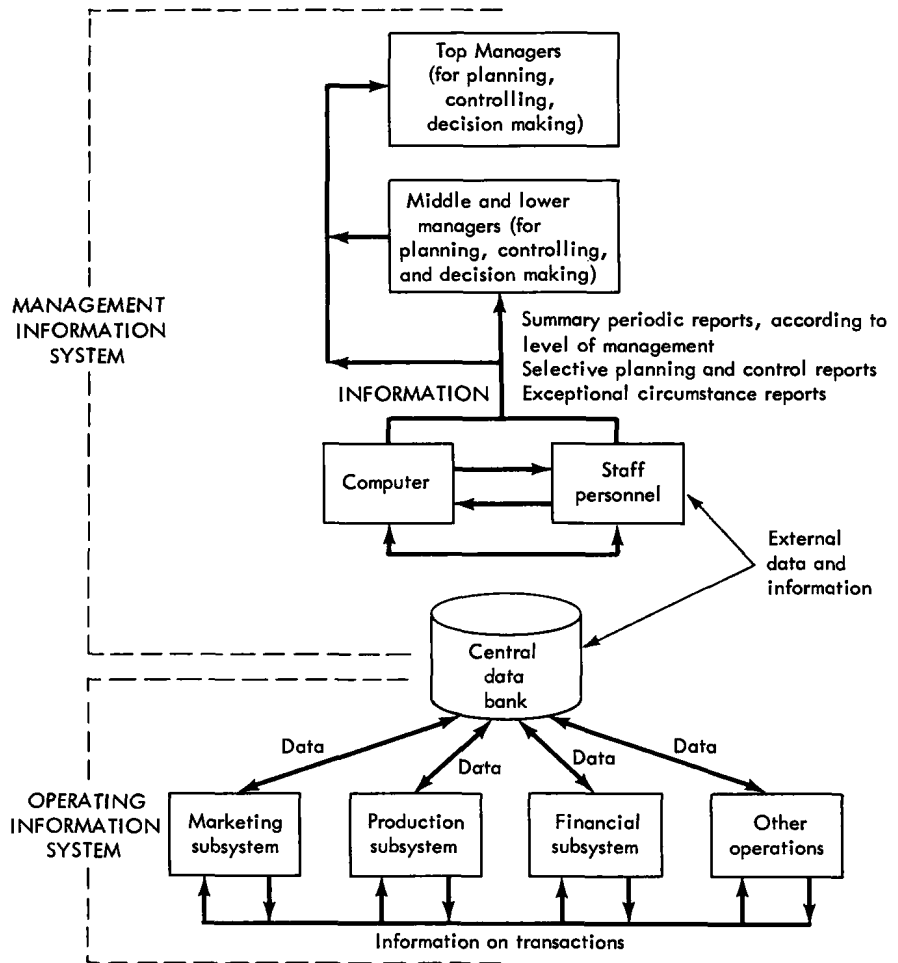 Top Managers
(for planning,
controlling,
decision making)
Middle and lower
managers (for
planning, controlling,
and decision making)
MANAGEMENT
INFORMATION
SYSTEM
Summary periodic reports, according to
level of management
Selective planning and control reports
Exceptional circumstance reports
INFORMATION
Computer
Staff
personnel
External
data and
information
Central
data
bank
Data
Data
Data
Data
OPERATING
INFORMATION
SYSTEM
Marketing
subsystem
Production
subsystem
Financial
subsystem
Other
operations
Information on transactions